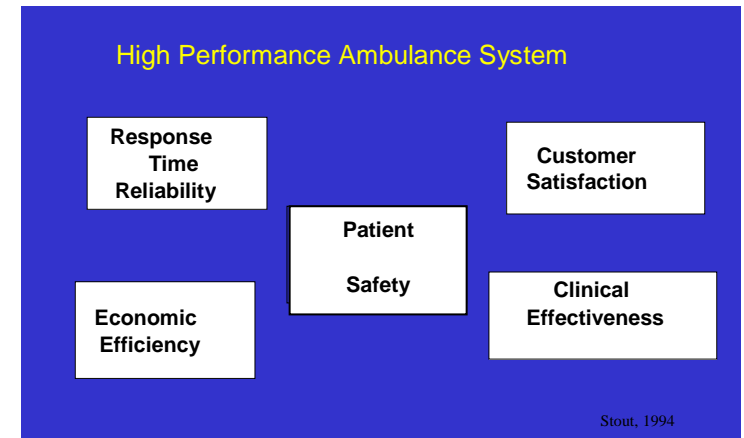 High Performance Ambulance System
Response
Time
Reliability
Customer
Satisfaction
Patient
Safety
Economic
Efficiency
Clinical
Effectiveness
Stout, 1994